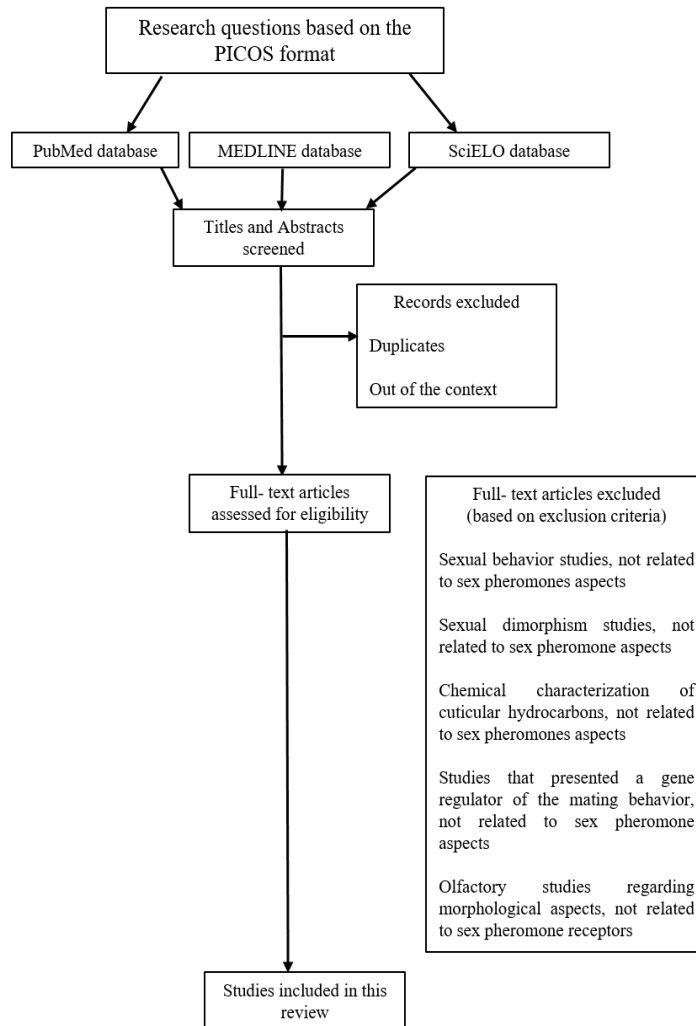 Research questions based on the
PICOS format
PubMed database
MEDLINE database
SciELO database
Titles and Abstracts
screened
Records excluded
Duplicates
Out of the context
Full- text articles
assessed for eligibility
Full- text articles excluded
(based on exclusion criteria)
Sexual behavior studies, not related
to sex pheromones aspects
Sexual dimorphism studies, not
related to sex pheromone aspects
Chemical characterization of
cuticular hydrocarbons, not related
to sex pheromones aspects
Studies that presented a gene
regulator of the mating behavior,
not related to sex pheromone
aspects
Olfactory studies regarding
morphological aspects, not related
to sex pheromone receptors
Studies included in this
review